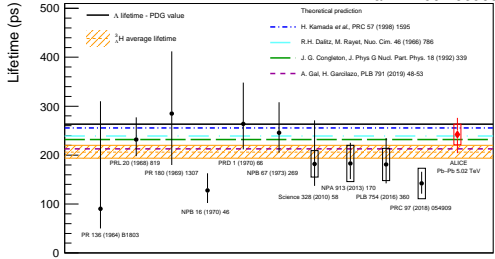 Lifetime (ps)
500
400
300
200
100
0
Λ lifetime - PDG value
³ΛH average lifetime
Theoretical prediction
H. Kamada et al., PRC 57 (1998) 1595
R.H. Dalitz, M. Rayet, Nuo. Cim. 46 (1966) 786
J. G. Congleton, J. Phys G Nucl. Part. Phys. 18 (1992) 339
A. Gal, H. Garcilazo, PLB 791 (2019) 48-53
PR 136 (1964) B1803
PRL 20 (1968) 819
PR 180 (1969) 1307
NPB 16 (1970) 46
PRD 1 (1970) 66
NPB 67 (1973) 269
Science 328 (2010) 58
NPA 913 (2013) 170
PLB 754 (2016) 360
PRC 97 (2018) 054909
ALICE
Pb–Pb 5.02 TeV